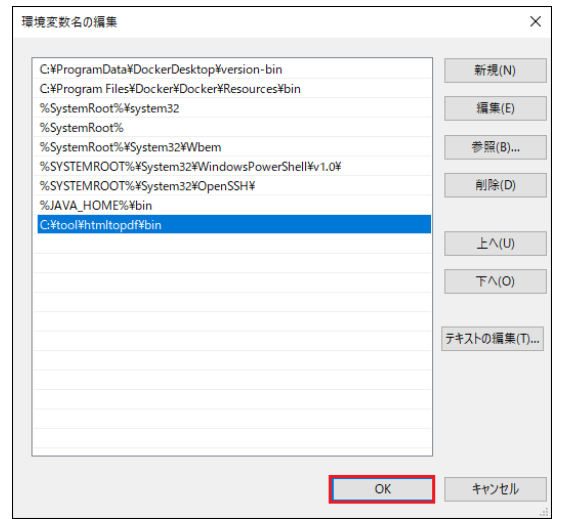 環境変数名の編集
C:¥ProgramData¥DockerDesktop¥version-bin
C:¥Program Files¥Docker¥Docker¥Resources¥bin
%SystemRoot%¥system32
%SystemRoot%
%SystemRoot%¥System32¥Wbem
%SYSTEMROOT%¥System32¥WindowsPowerShell¥v1.0¥
%SYSTEMROOT%¥System32¥OpenSSH¥
%JAVA_HOME%¥bin
C:¥tool¥htmltopdf¥bin
新規(N)
編集(E)
参照(B)...
削除(D)
上へ(U)
下へ(O)
テキストの編集(T)...
OK
キャンセル